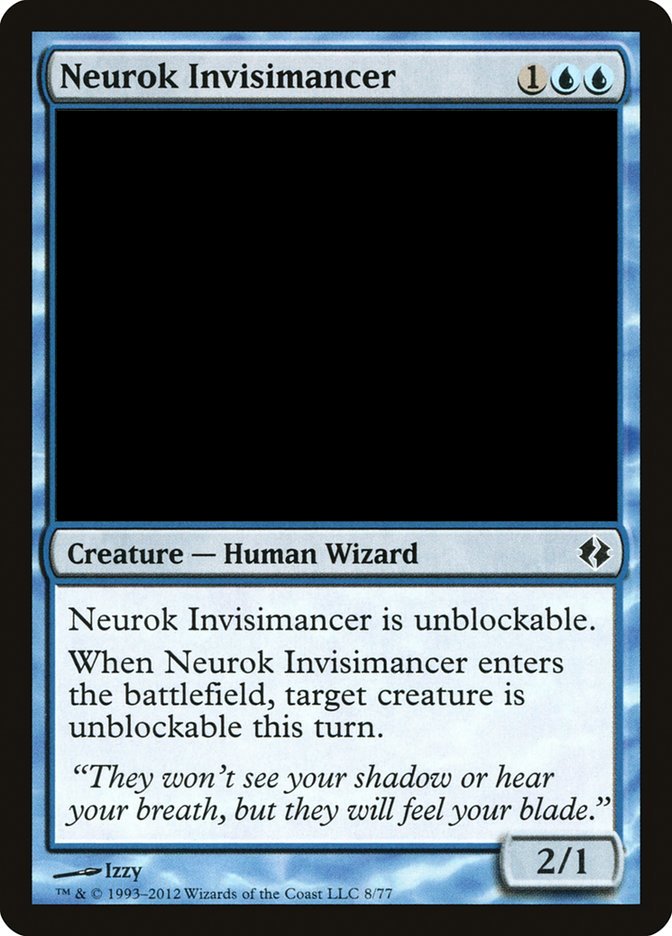 Neurok Invisimancer 1
Creature — Human Wizard
Neurok Invisimancer is unblockable.
When Neurok Invisimancer enters
the battlefield, target creature is
unblockable this turn.
“They won’t see your shadow or hear
your breath, but they will feel your blade.”
2/1
Izzy
™ & © 1993–2012 Wizards of the Coast LLC 8/77